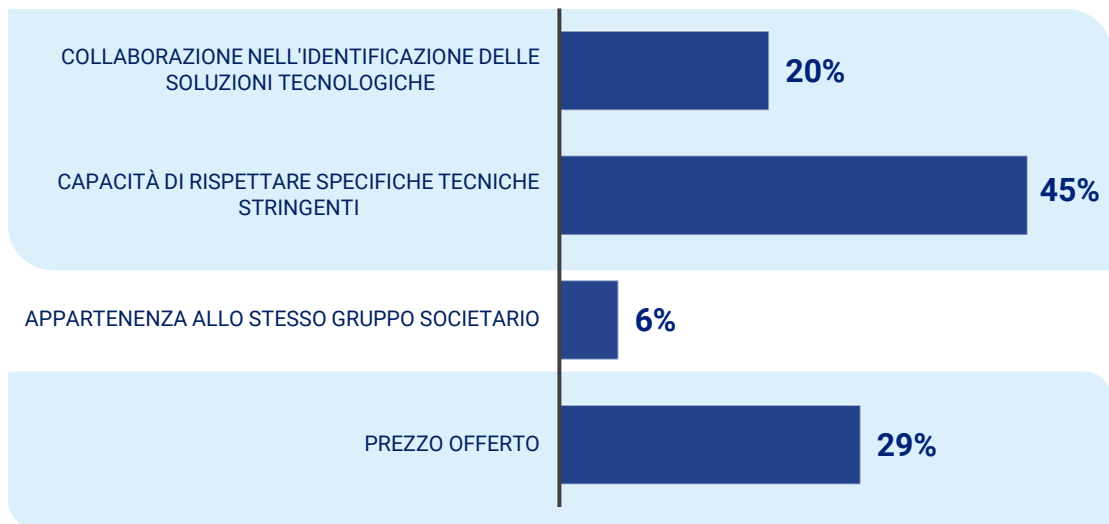 COLLABORAZIONE NELL'IDENTIFICAZIONE DELLE
SOLUZIONI TECNOLOGICHE
20%
CAPACITÀ DI RISPETTARE SPECIFICHE TECNICHE
STRINGENTI
45%
APPARTENENZA ALLO STESSO GRUPPO SOCIETARIO
6%
PREZZO OFFERTO
29%